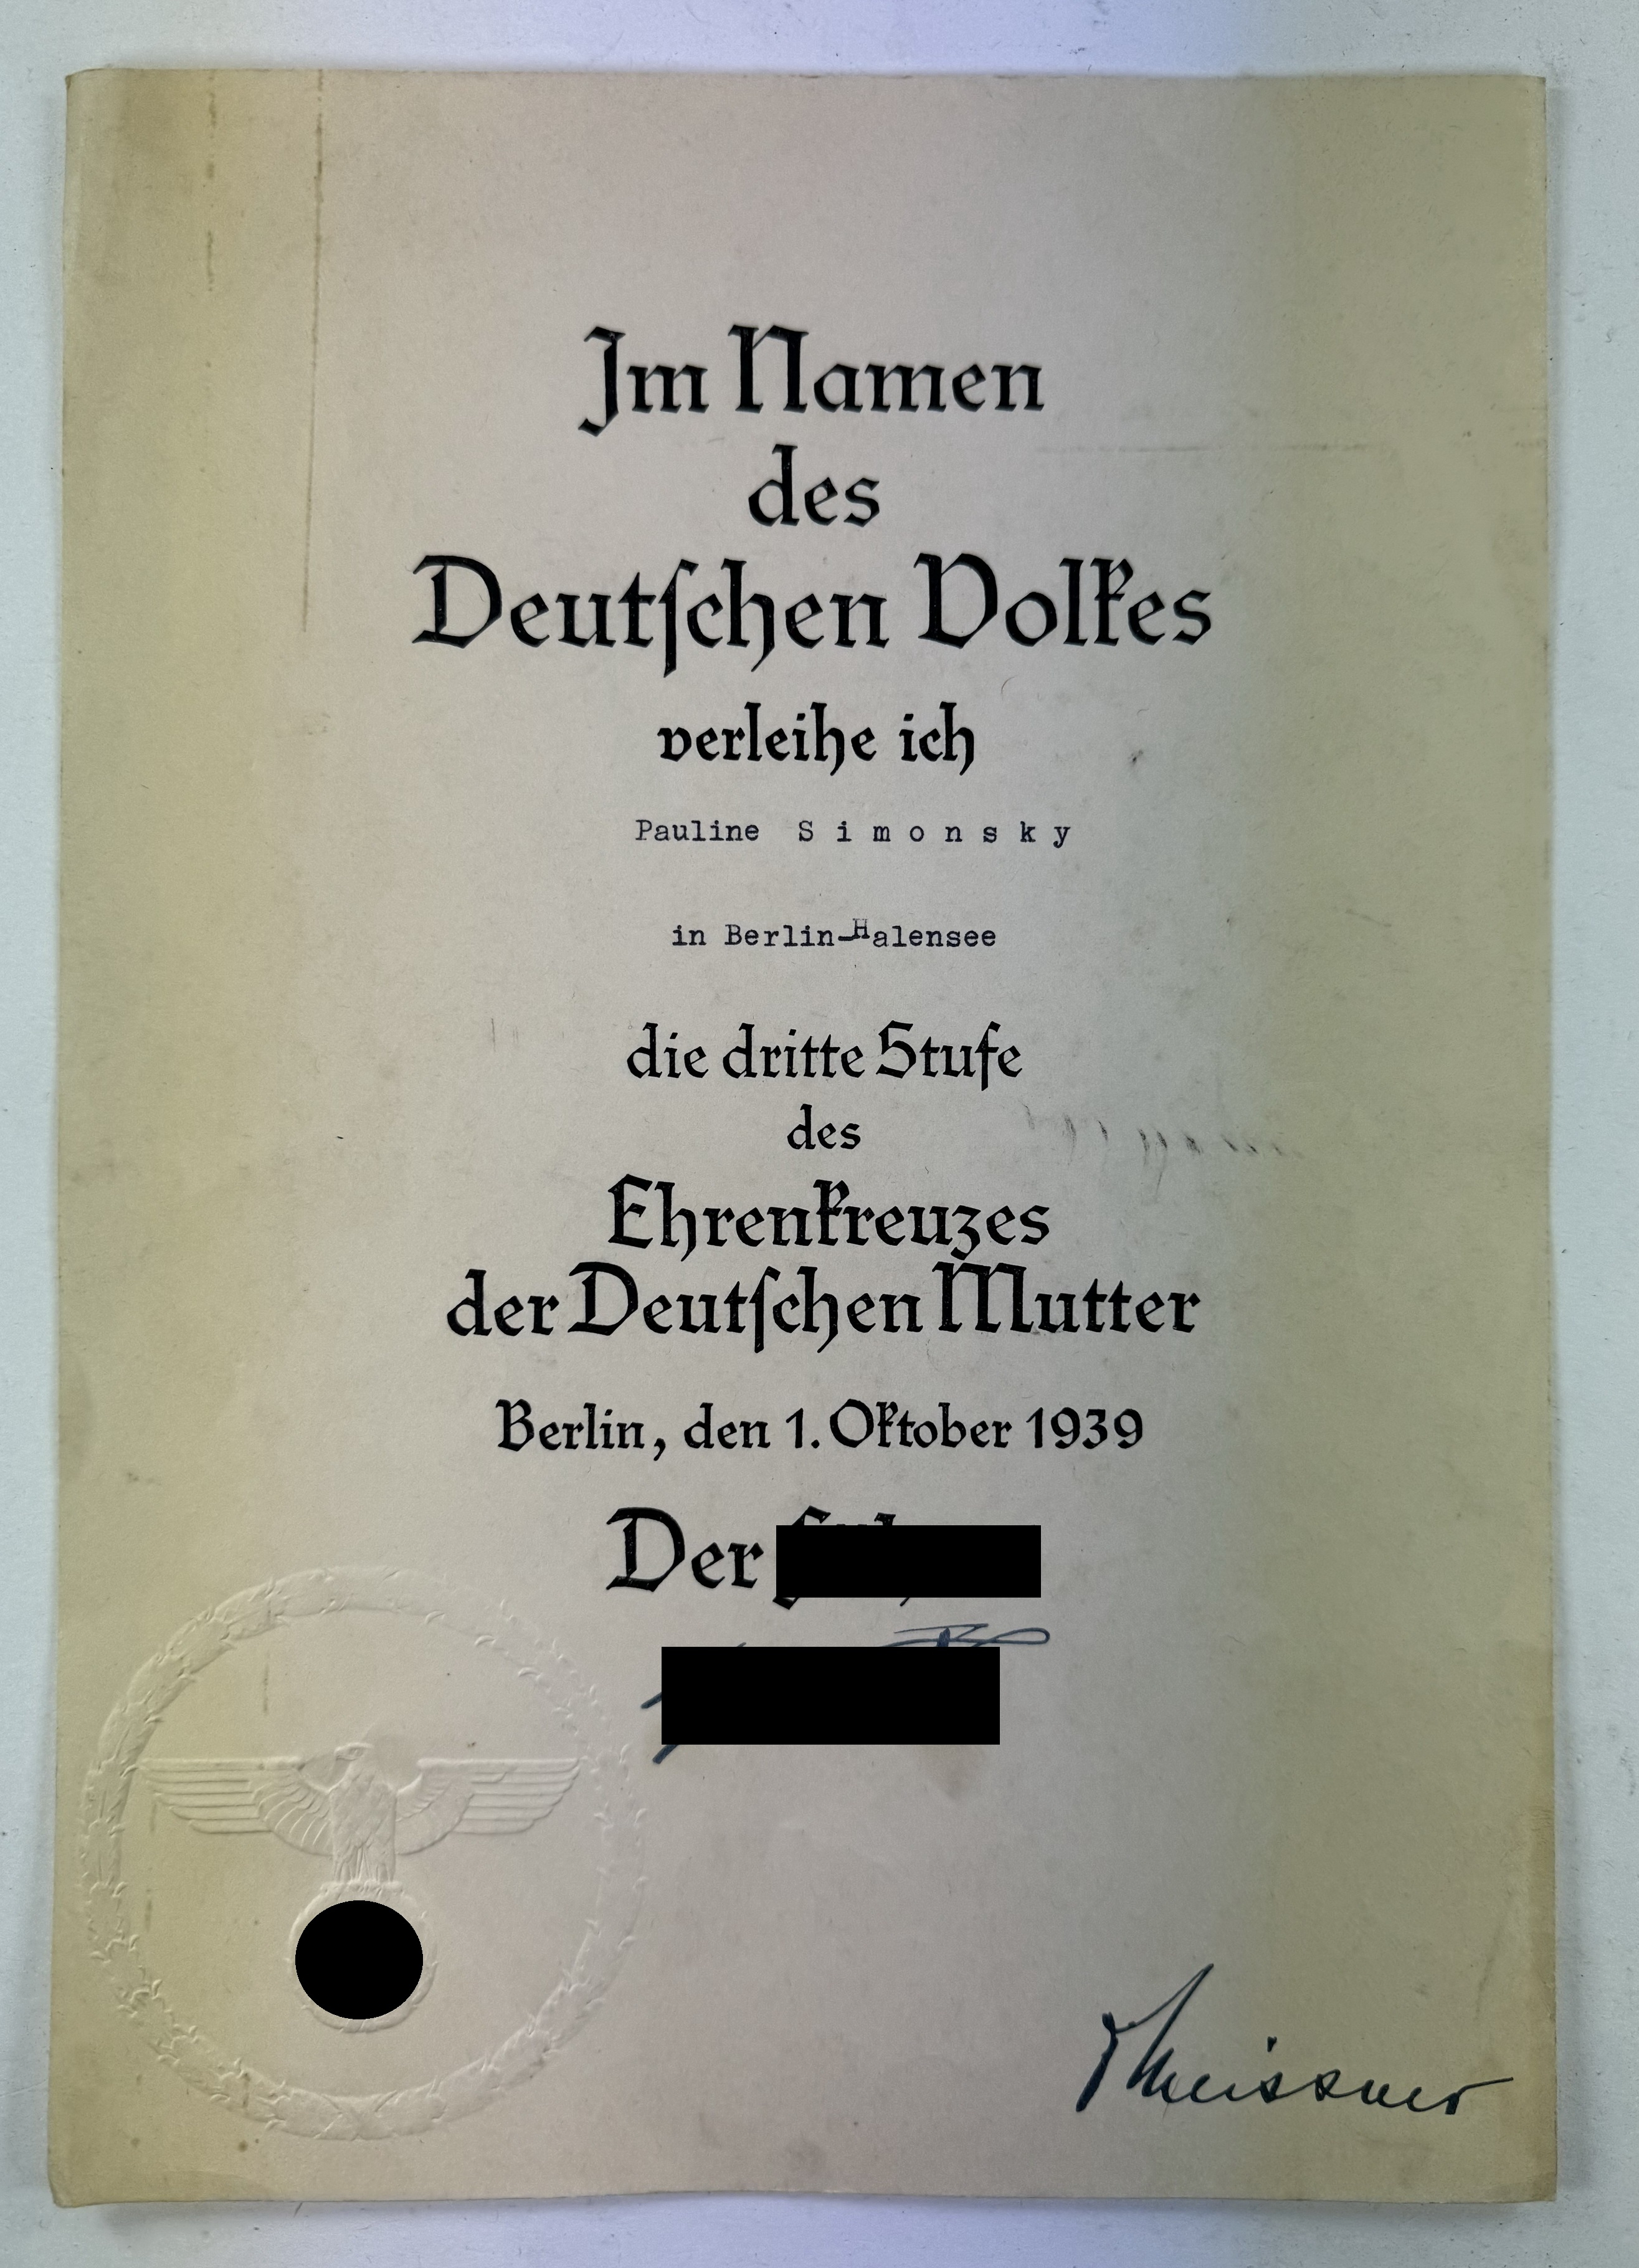 Im Namen
des
Deutſchen Volkes
verleihe ich
Pauline S i m o n s k y
in Berlin-Halensee
die dritte Stufe
des
Ehrenkreuzes
der Deutſchen Mutter
Berlin, den 1. Oktober 1939
Der
Meissner